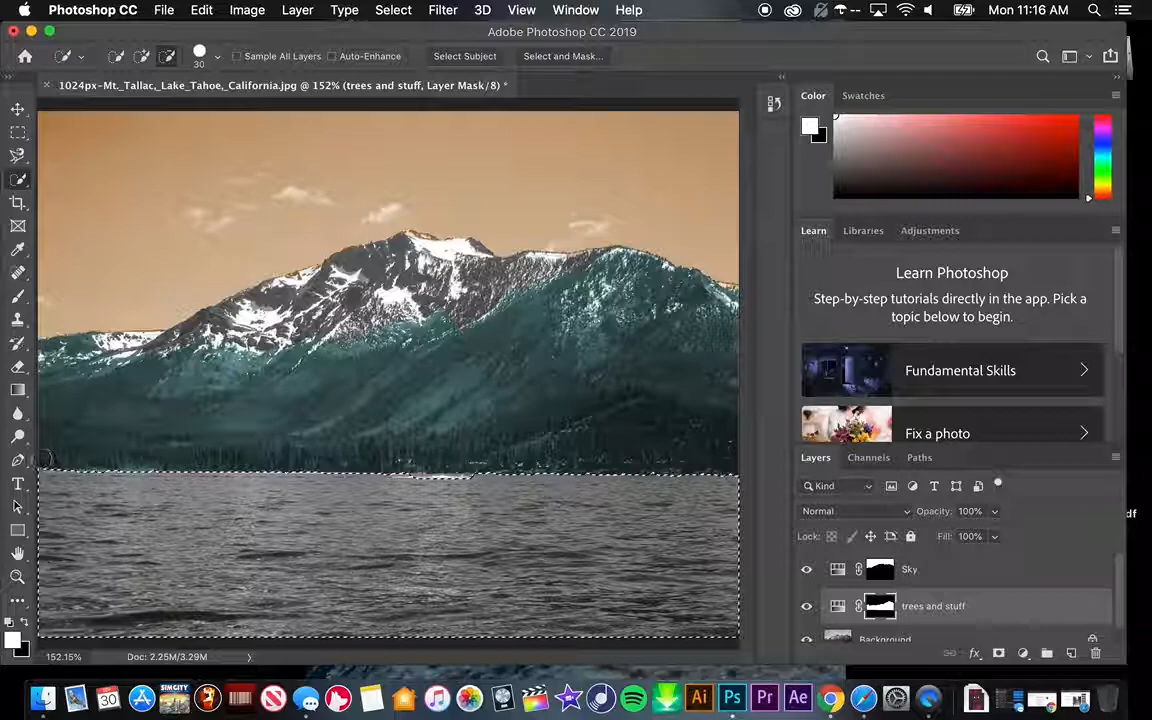 Photoshop CC File Edit Image Layer Type Select Filter 3D View Window Help Mon 11:16 AM
Adobe Photoshop CC 2019
30 Sample All Layers Auto-Enhance Select Subject Select and Mask...
1024px-Mt._Tallac,_Lake_Tahoe,_California.jpg @ 152% (trees and stuff, Layer Mask/8) *
Color Swatches
Learn Libraries Adjustments
Learn Photoshop
Step-by-step tutorials directly in the app. Pick a
topic below to begin.
Fundamental Skills
Fix a photo
Layers Channels Paths
Kind
Normal Opacity: 100%
Lock: Fill: 100%
Sky
trees and stuff
Background
152.15% Doc: 2.25M/3.29M
df
SIMCITY
30
Ai Ps Pr Ae